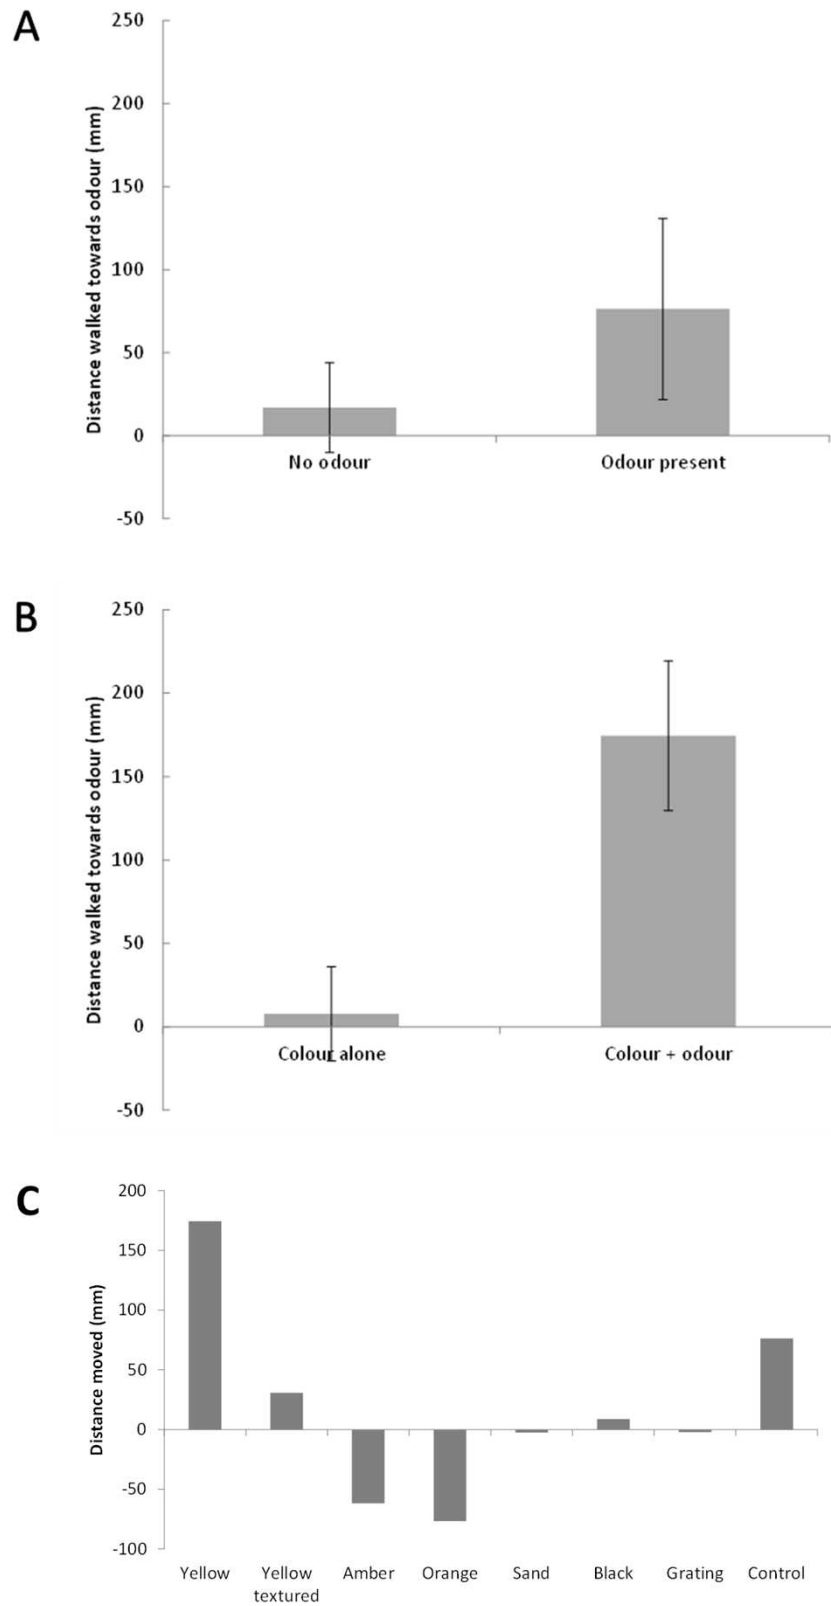 A
Distance walked towards odour (mm)
250
200
150
100
50
0
-50
No odour
Odour present
B
Distance walked towards odour (mm)
250
200
150
100
50
0
-50
Colour alone
Colour + odour
C
Distance moved (mm)
200
150
100
50
0
-50
-100
Yellow
Yellow
textured
Amber
Orange
Sand
Black
Grating
Control